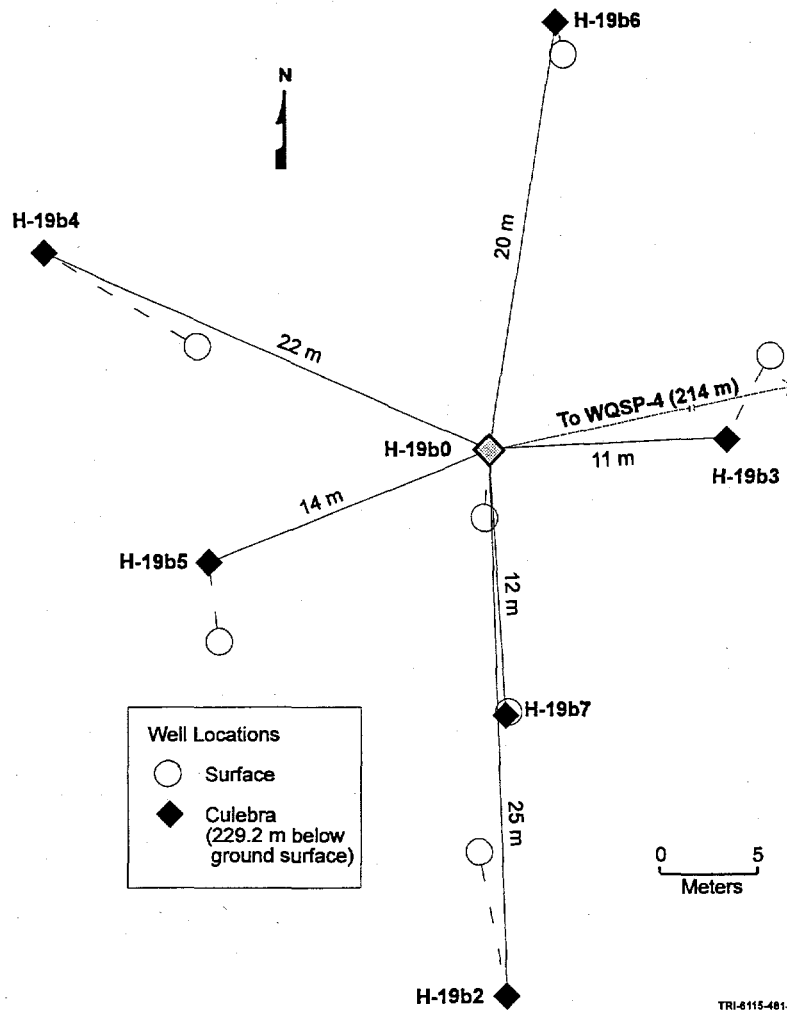 H-19b6
N
H-19b4
20 m
22 m
To WQSP-4 (214 m)
H-19b0
11 m
H-19b3
14 m
H-19b5
12 m
H-19b7
Well Locations
Surface
Culebra
(229.2 m below
ground surface)
25 m
0 5
Meters
H-19b2
TRI-6115-481-